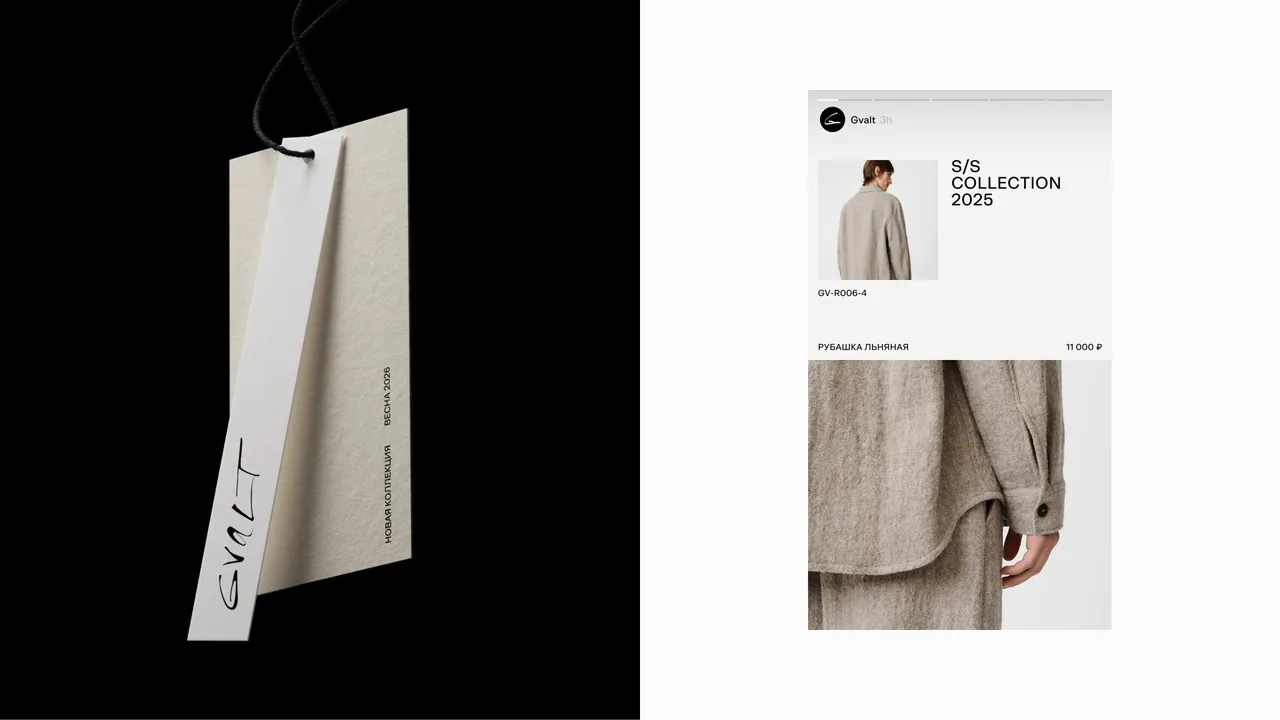 Gvalt
НОВАЯ КОЛЛЕКЦИЯ ВЕСНА 2026
G Gvalt 3h
S/S
COLLECTION
2025
GV-R006-4
РУБАШКА ЛЬНЯНАЯ 11 000 ₽